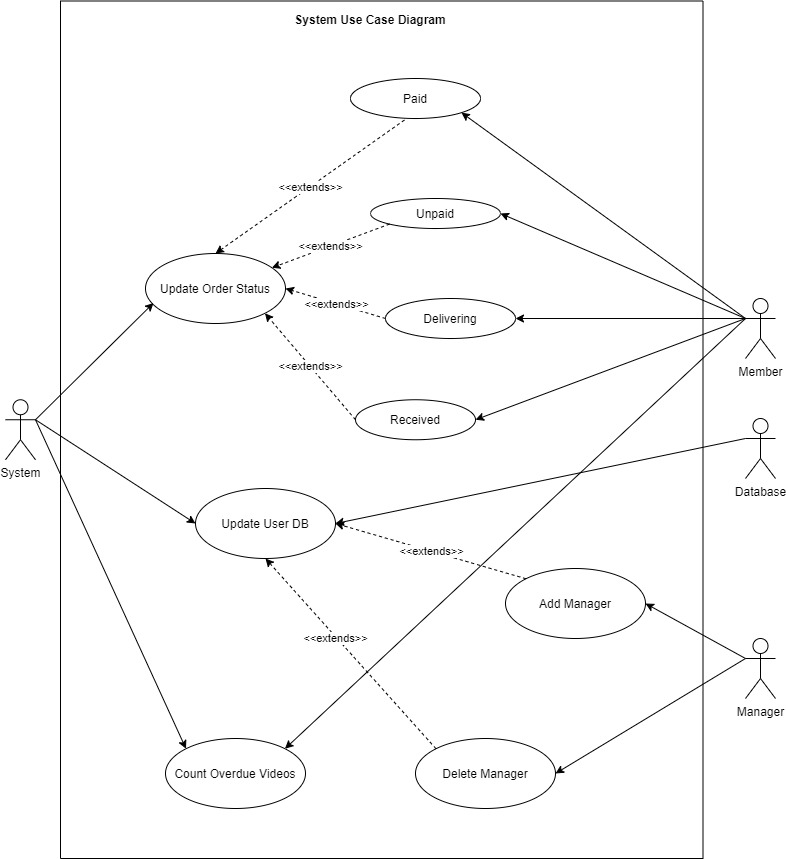 System Use Case Diagram
Paid
<<extends>>
Unpaid
<<extends>>
Update Order Status
<<extends>>
Delivering
Member
<<extends>>
Received
System
Database
Update User DB
<<extends>>
Add Manager
<<extends>>
Manager
Count Overdue Videos
Delete Manager